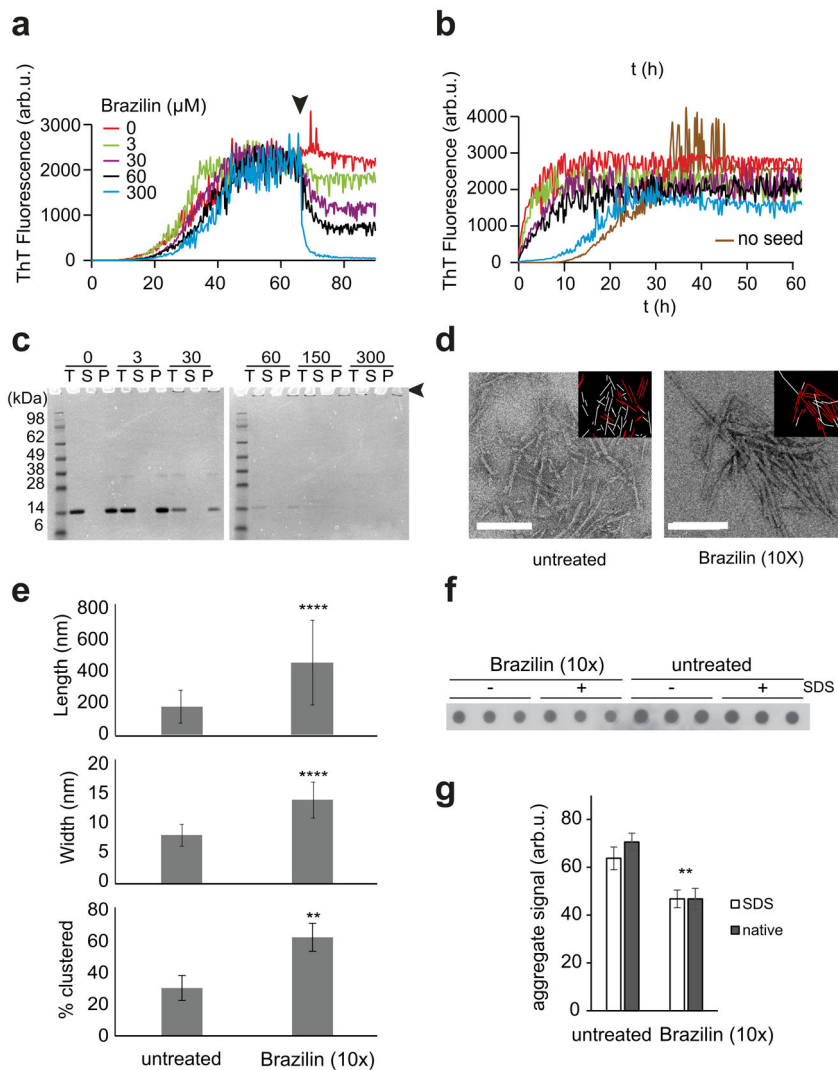 a
Brazilin (µM)
0
3
30
60
300
ThT Fluorescence (arb.u.)
3000
2000
1000
0
0 20 40 60 80
b
t (h)
ThT Fluorescence (arb.u.)
4000
3000
2000
1000
0
no seed
0 10 20 30 40 50 60
t (h)
c
0 3 30 60 150 300
T S P T S P T S P T S P T S P T S P
(kDa)
98
62
49
38
28
14
6
d
untreated
Brazilin (10X)
e
Length (nm)
800
600
400
200
0
****
Width (nm)
20
15
10
5
0
****
% clustered
80
60
40
20
0
**
untreated Brazilin (10x)
f
Brazilin (10x) untreated
- + - + SDS
g
aggregate signal (arb.u.)
80
60
40
20
0
**
SDS
native
untreated Brazilin (10x)